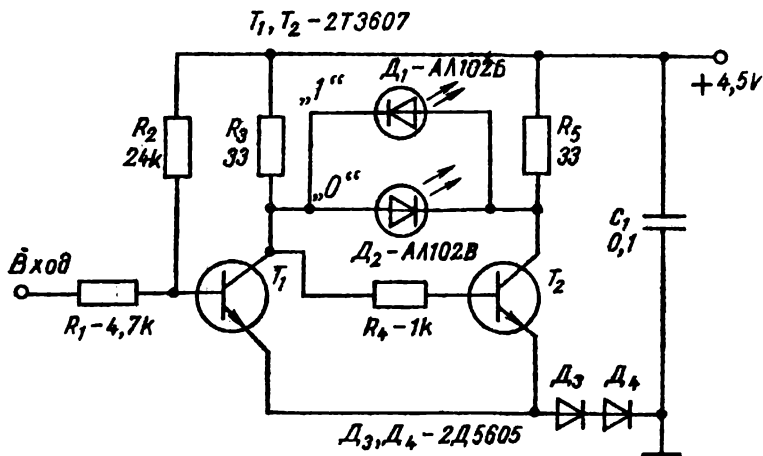 T₁, T₂ – 2Т3607
Д₁ – АЛ102Б
„1“
+4,5V
R₂
24k
R₃
33
R₅
33
„0“
C₁
0,1
Д₂ – АЛ102В
Вход
T₁
T₂
R₁ – 4,7k
R₄ – 1k
Д₃
Д₄
Д₃, Д₄ – 2Д5605